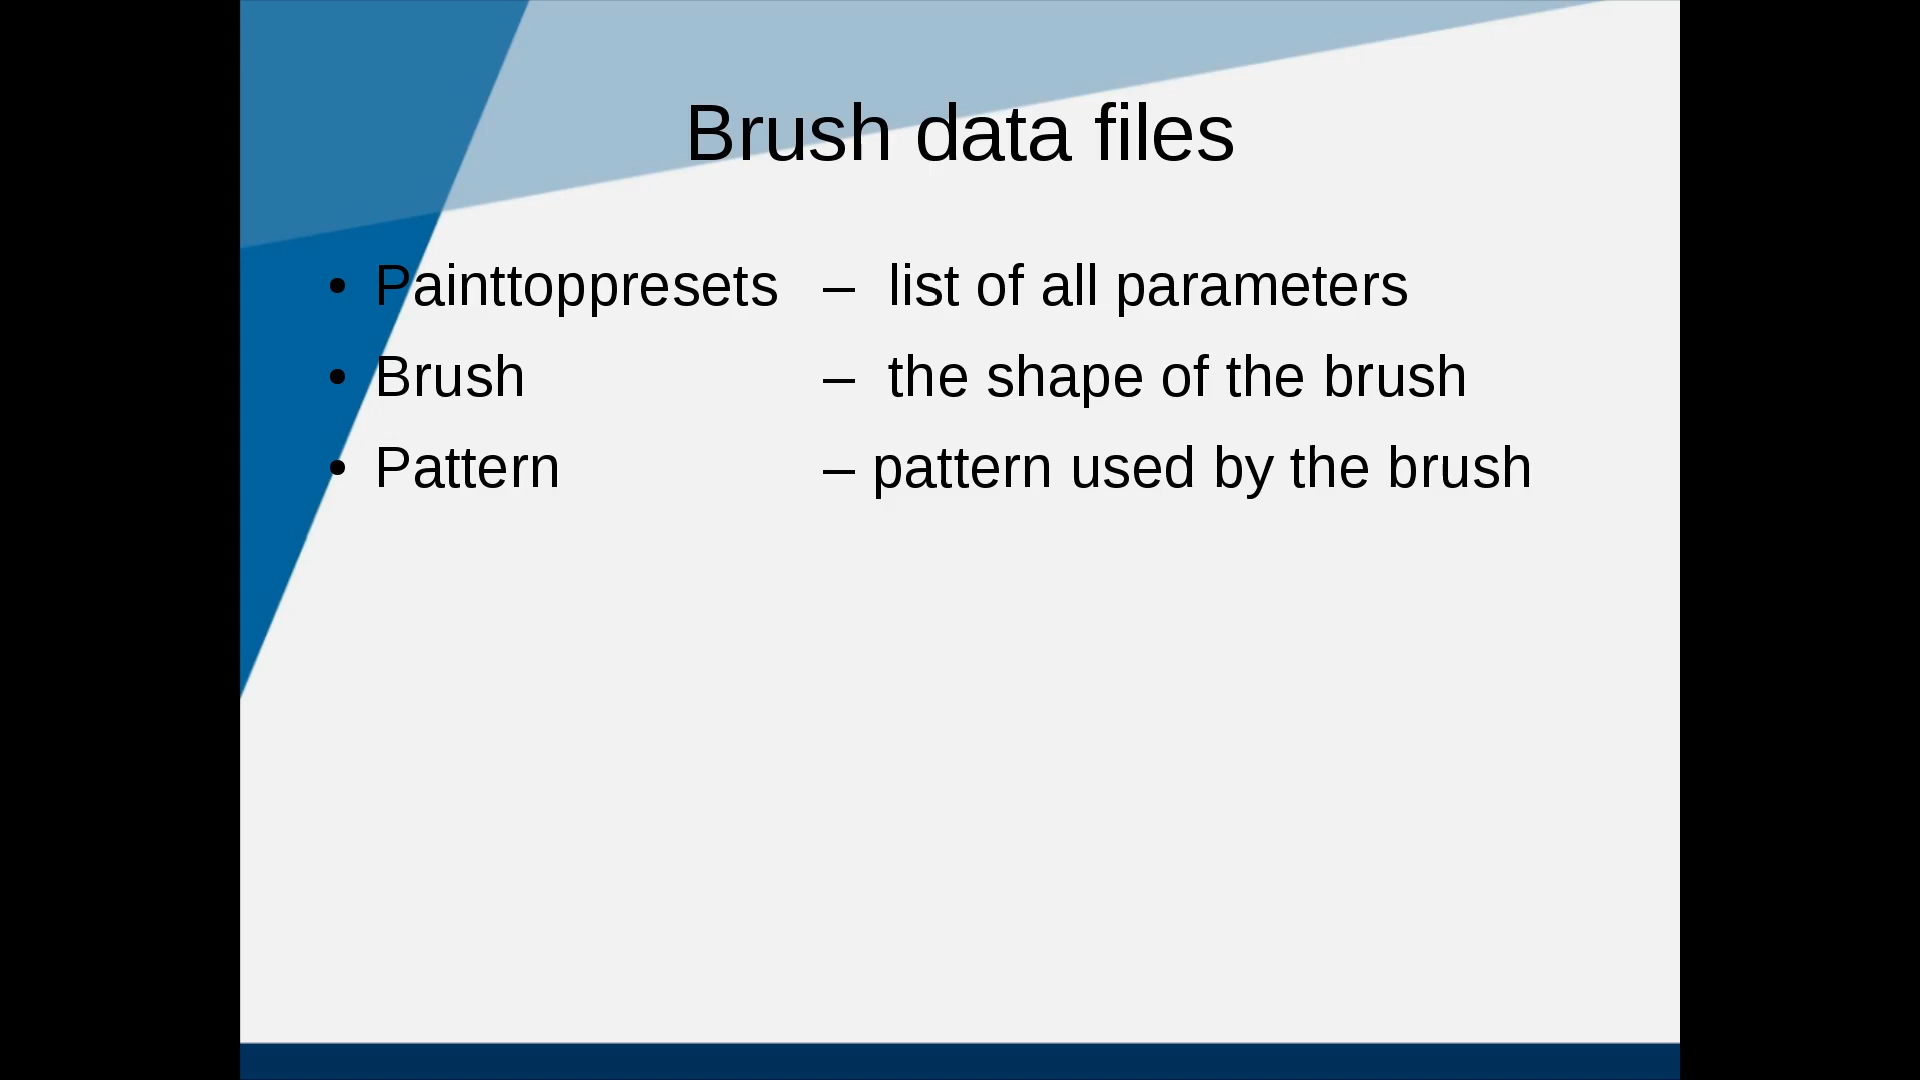 Brush data files
• Painttoppresets – list of all parameters
• Brush – the shape of the brush
• Pattern – pattern used by the brush